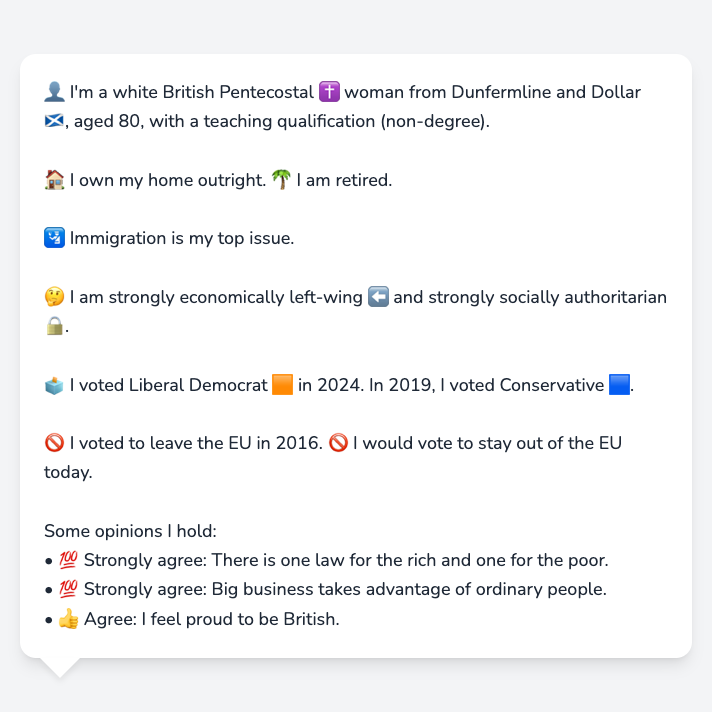 👤 I'm a white British Pentecostal ✝️ woman from Dunfermline and Dollar
🏴󠁧󠁢󠁳󠁣󠁴󠁿, aged 80, with a teaching qualification (non-degree).
🏠 I own my home outright. 🌴 I am retired.
🛂 Immigration is my top issue.
🤔 I am strongly economically left-wing ⬅️ and strongly socially authoritarian
🔒.
🗳️ I voted Liberal Democrat 🟧 in 2024. In 2019, I voted Conservative 🟦.
🚫 I voted to leave the EU in 2016. 🚫 I would vote to stay out of the EU
today.
Some opinions I hold:
• 💯 Strongly agree: There is one law for the rich and one for the poor.
• 💯 Strongly agree: Big business takes advantage of ordinary people.
• 👍 Agree: I feel proud to be British.